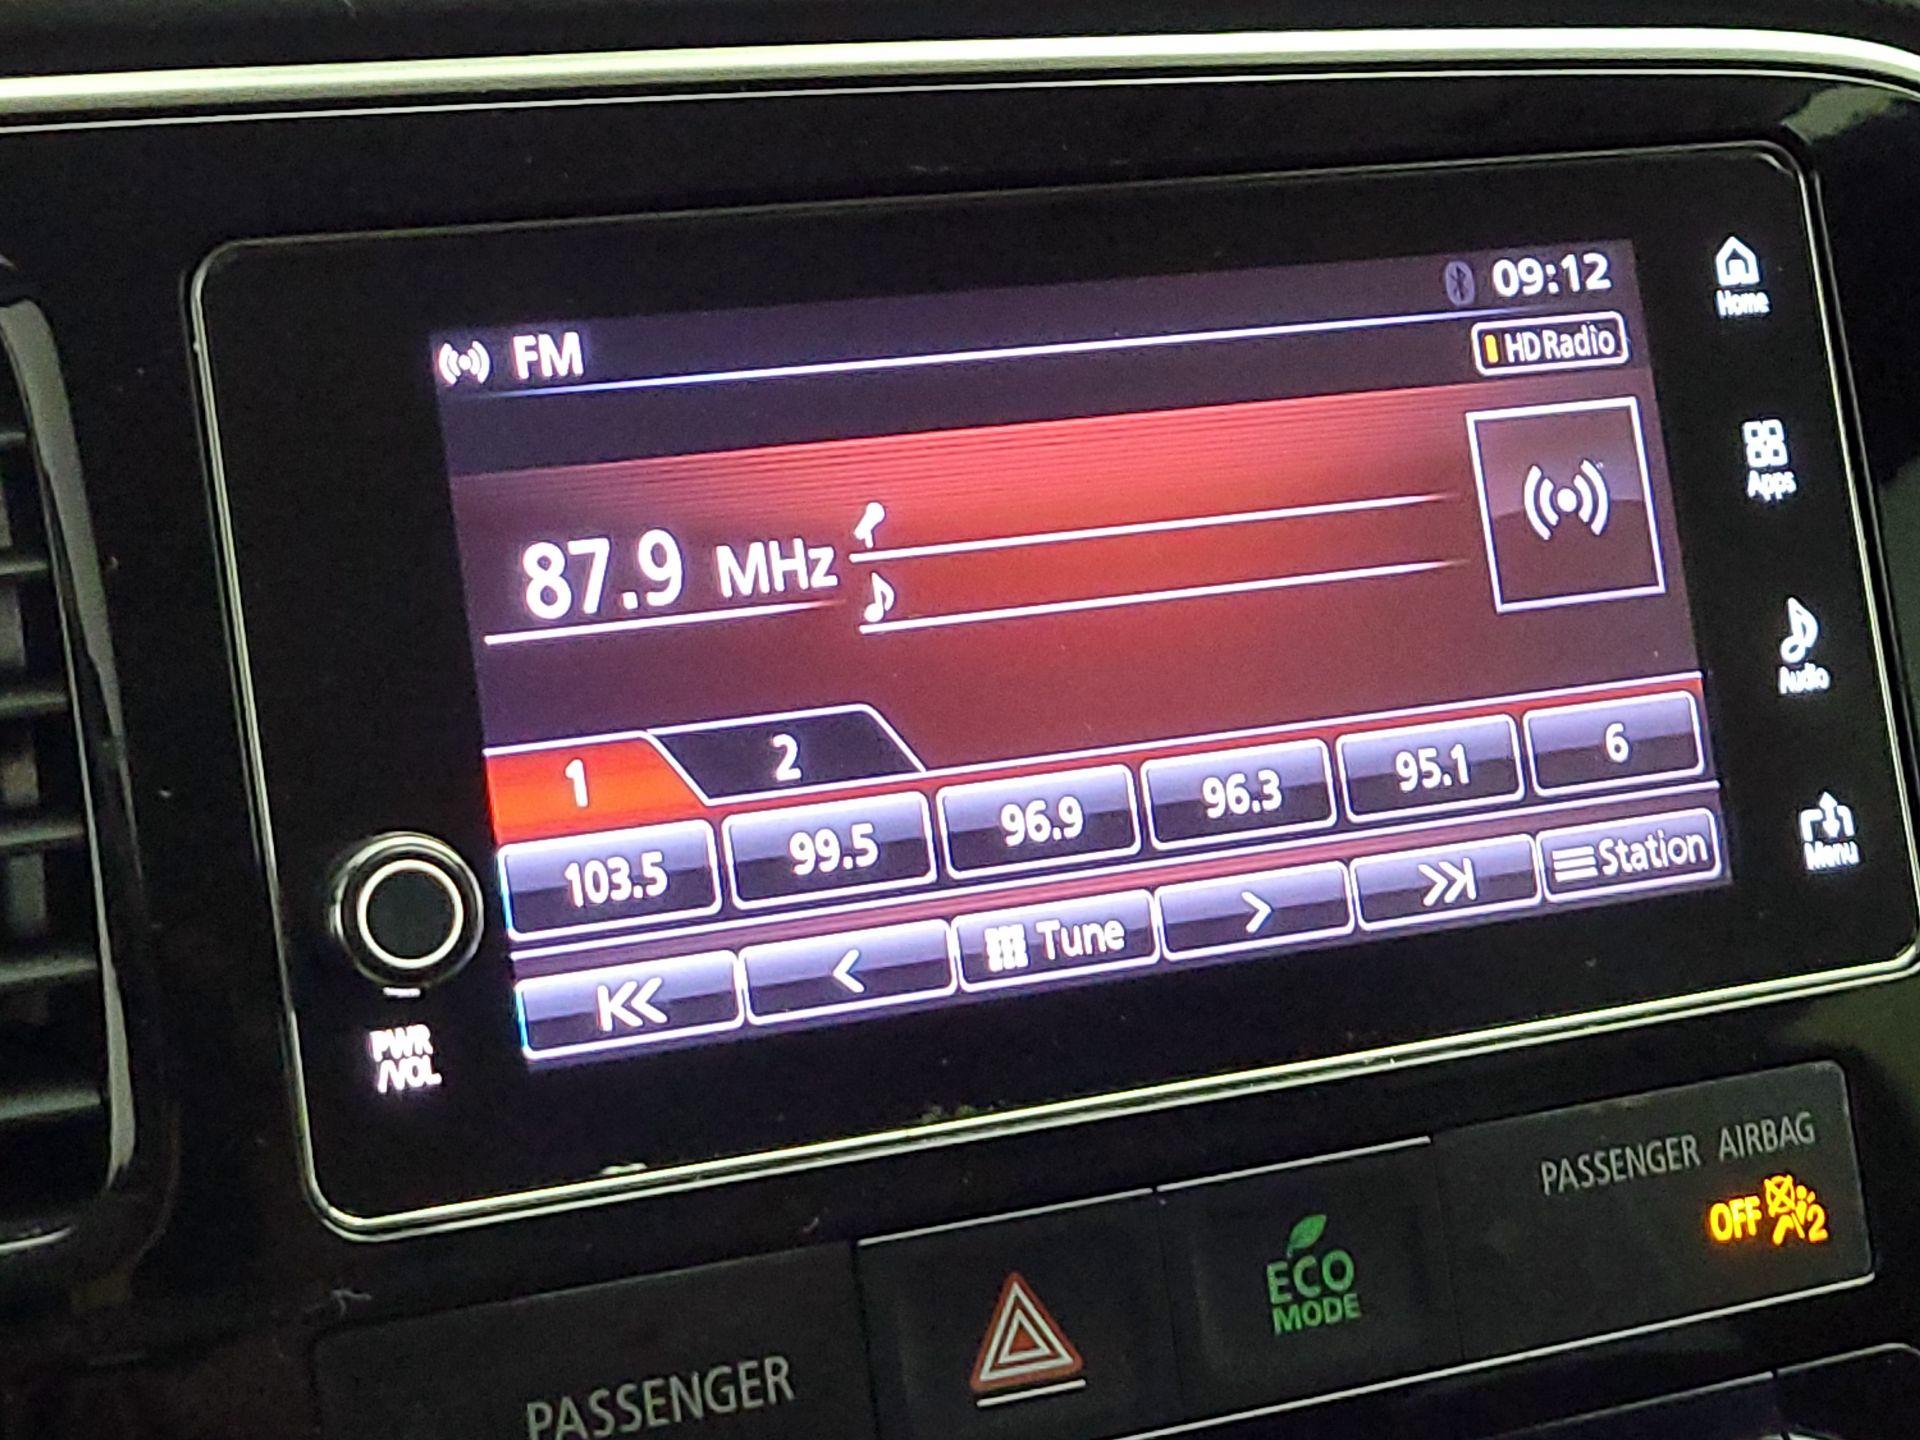 09:12
FM
HD Radio
Home
87.9 MHz
Apps
Audio
1 2
103.5 99.5 96.9 96.3 95.1 6
Tune Station
Menu
PWR
/VOL
PASSENGER AIRBAG
OFF 2
ECO
MODE
PASSENGER